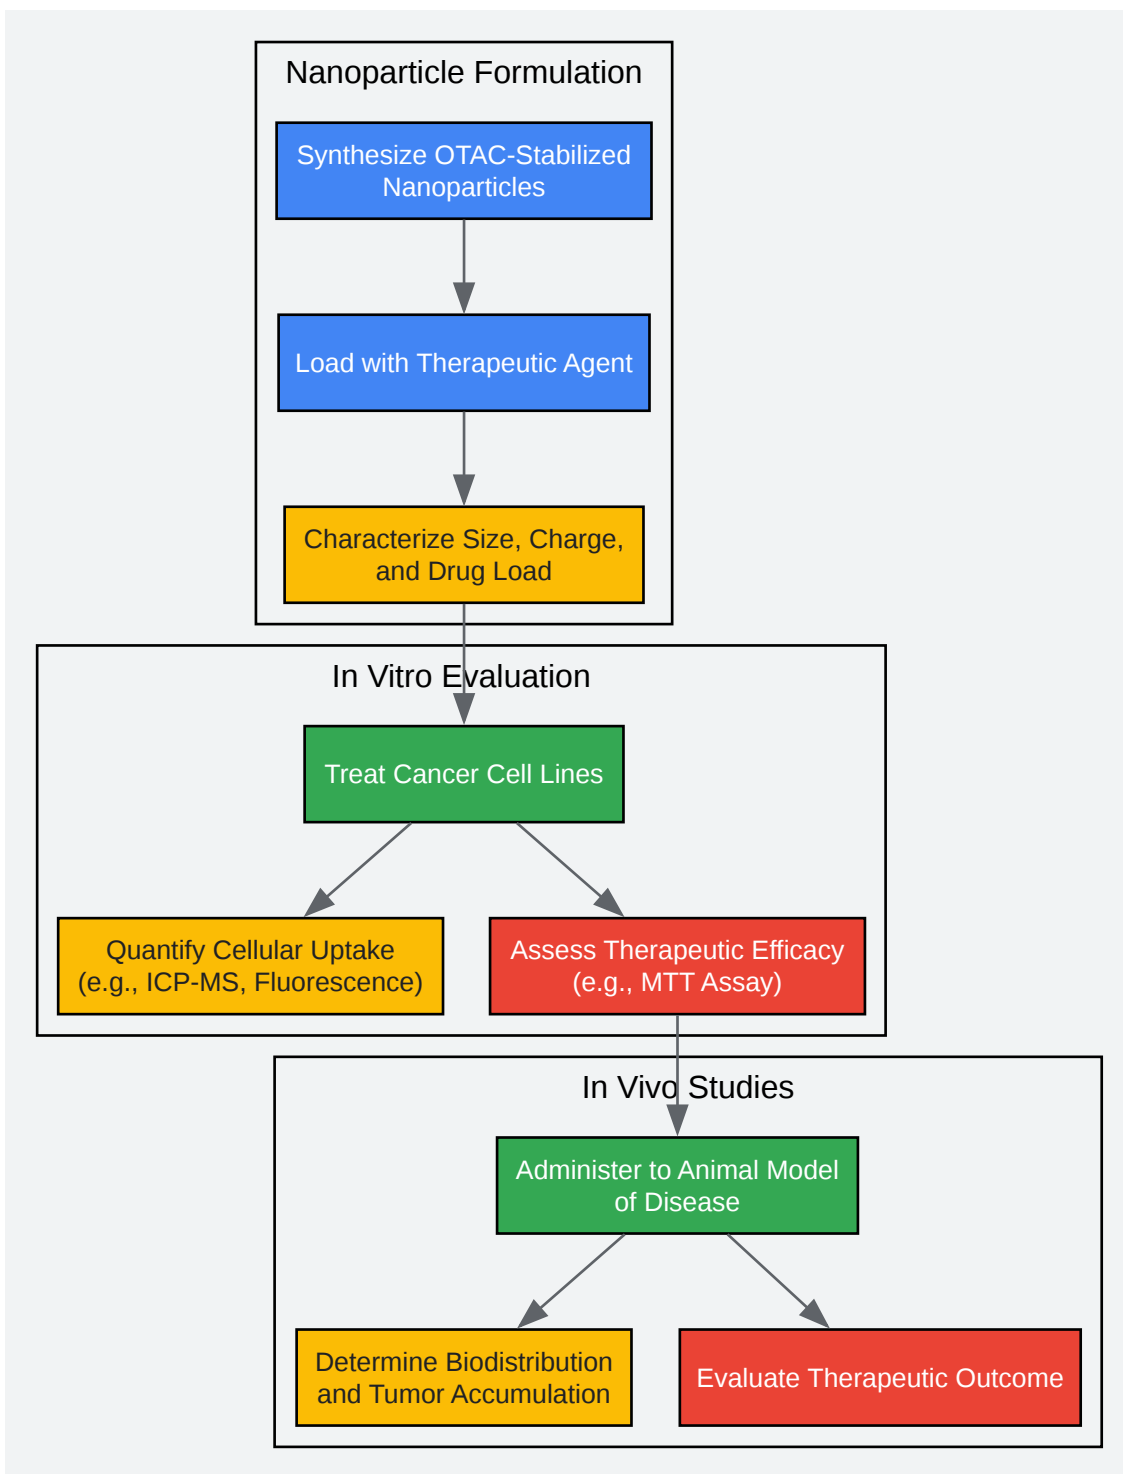 Nanoparticle Formulation
Synthesize OTAC-Stabilized
Nanoparticles
Load with Therapeutic Agent
Characterize Size, Charge,
and Drug Load
In Vitro Evaluation
Treat Cancer Cell Lines
Quantify Cellular Uptake
(e.g., ICP-MS, Fluorescence)
Assess Therapeutic Efficacy
(e.g., MTT Assay)
In Vivo Studies
Administer to Animal Model
of Disease
Determine Biodistribution
and Tumor Accumulation
Evaluate Therapeutic Outcome